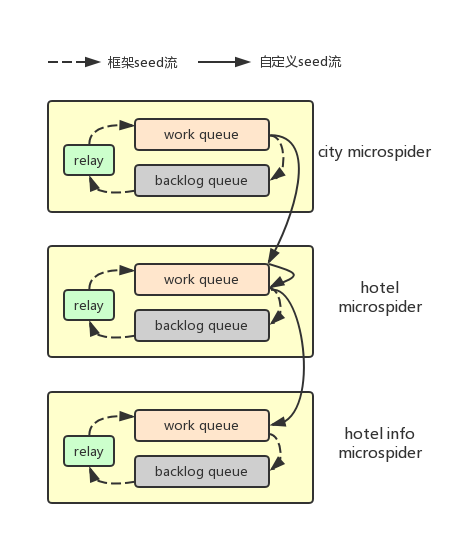 框架seed流
自定义seed流
work queue
relay
backlog queue
city microspider
work queue
relay
backlog queue
hotel
microspider
work queue
relay
backlog queue
hotel info
microspider